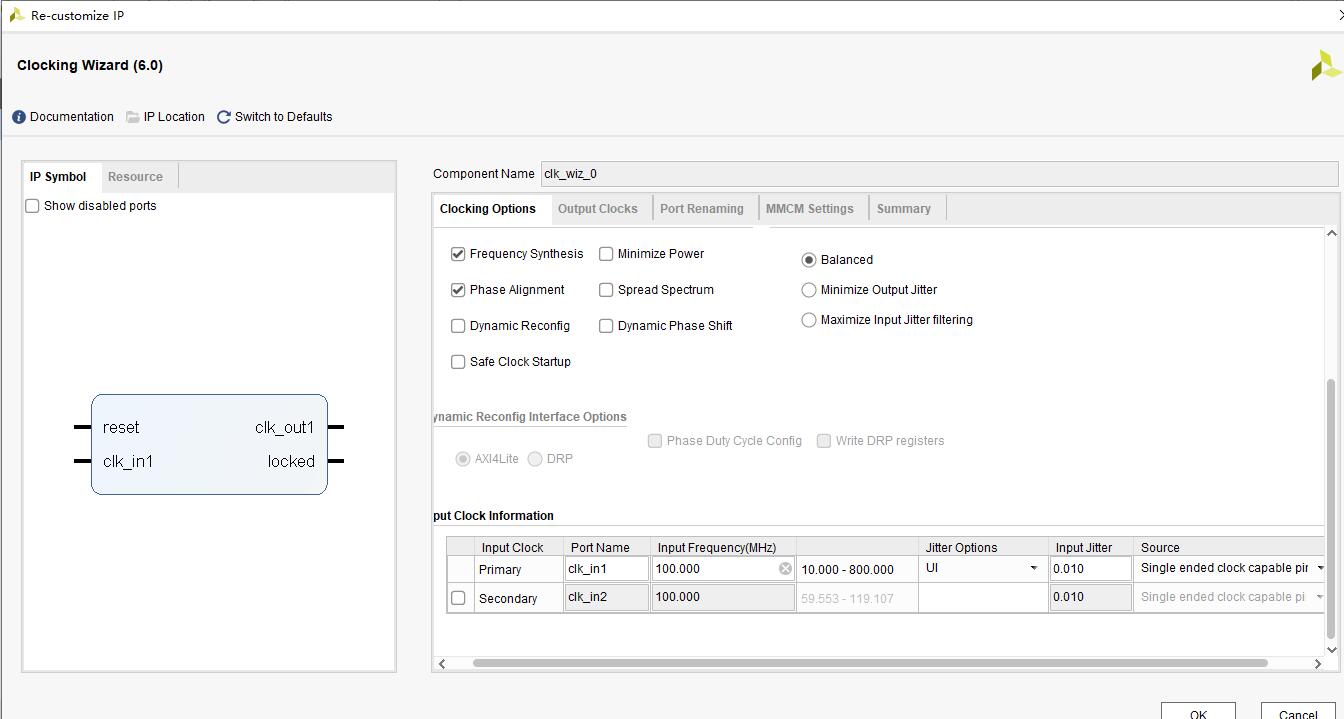 Re-customize IP
Clocking Wizard (6.0)
Documentation IP Location Switch to Defaults
IP Symbol Resource
Show disabled ports
reset clk_out1
clk_in1 locked
Component Name clk_wiz_0
Clocking Options Output Clocks Port Renaming MMCM Settings Summary
Frequency Synthesis Minimize Power Balanced
Phase Alignment Spread Spectrum Minimize Output Jitter
Dynamic Reconfig Dynamic Phase Shift Maximize Input Jitter filtering
Safe Clock Startup
ynamic Reconfig Interface Options
Phase Duty Cycle Config Write DRP registers
AXI4Lite DRP
put Clock Information
Input Clock Port Name Input Frequency(MHz) Jitter Options Input Jitter Source
Primary clk_in1 100.000 10.000 - 800.000 UI 0.010 Single ended clock capable pin
Secondary clk_in2 100.000 59.553 - 119.107 0.010 Single ended clock capable pi
OK Cancel